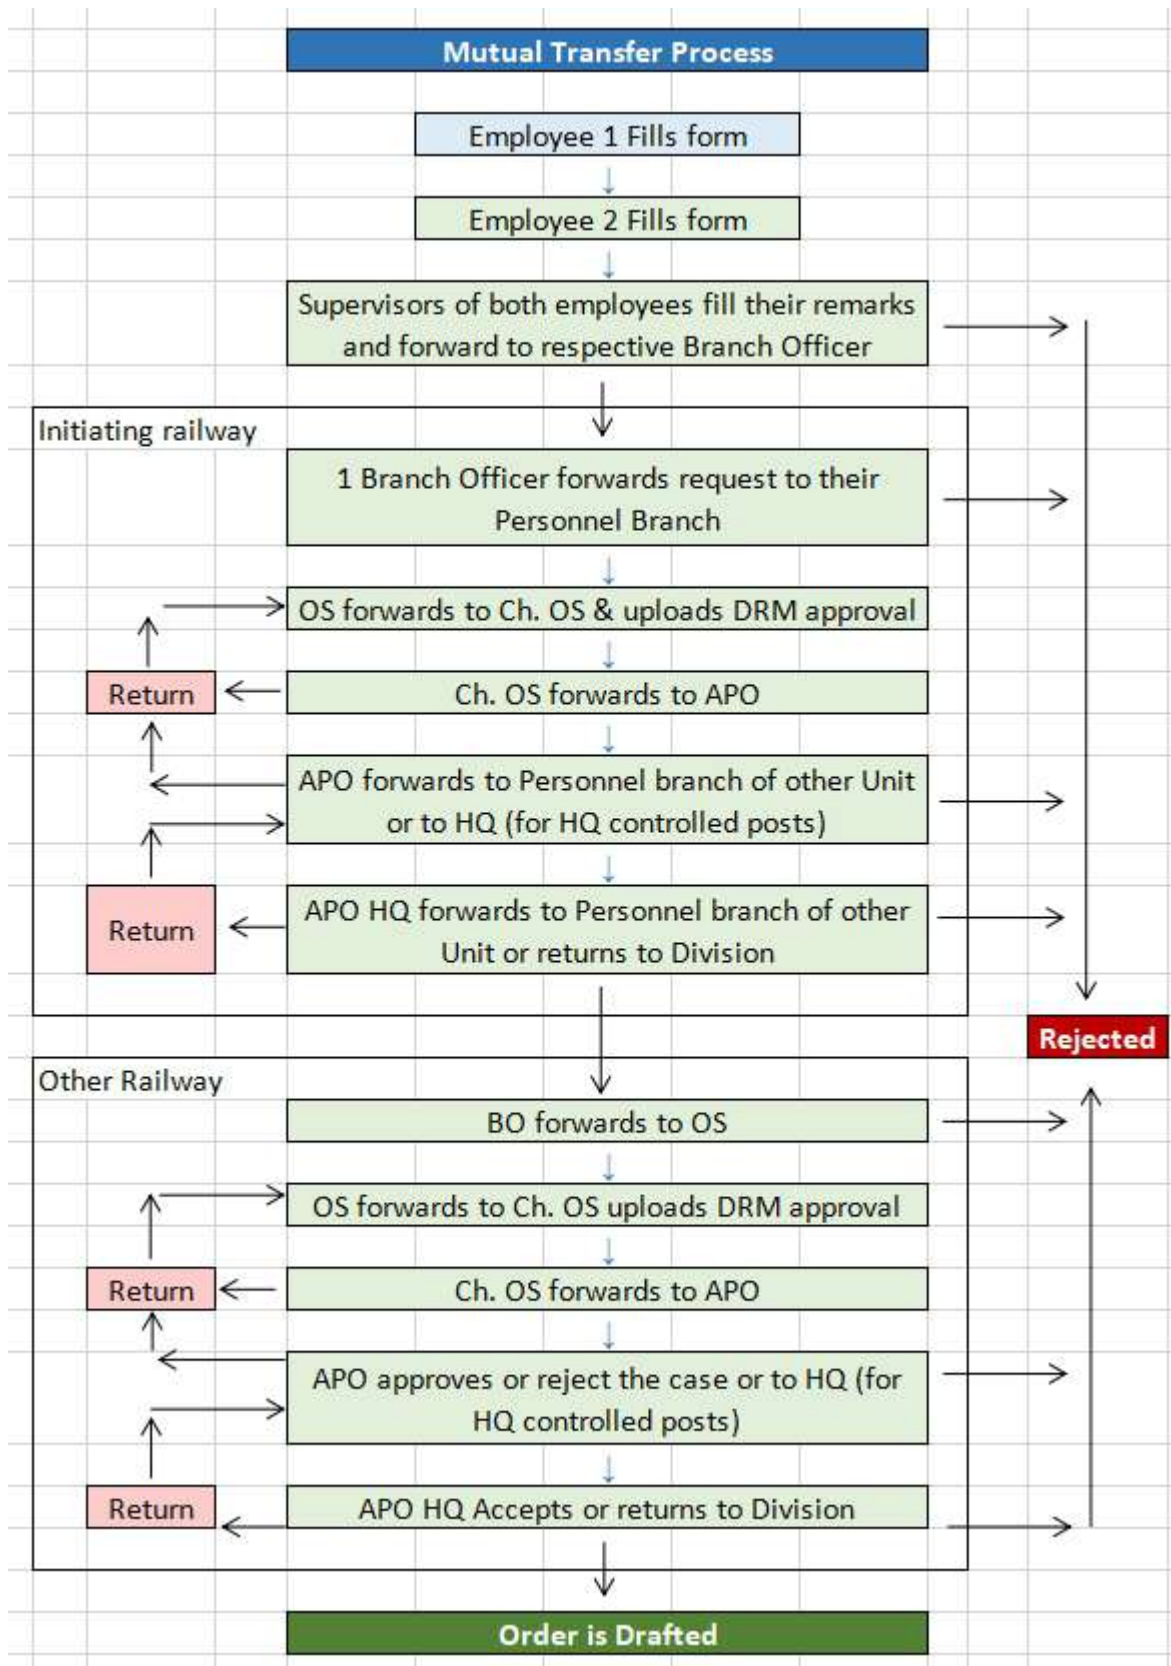 Mutual Transfer Process
Employee 1 Fills form
Employee 2 Fills form
Supervisors of both employees fill their remarks
and forward to respective Branch Officer
Initiating railway
1 Branch Officer forwards request to their
Personnel Branch
OS forwards to Ch. OS & uploads DRM approval
Return
Ch. OS forwards to APO
APO forwards to Personnel branch of other Unit
or to HQ (for HQ controlled posts)
Return
APO HQ forwards to Personnel branch of other
Unit or returns to Division
Rejected
Other Railway
BO forwards to OS
OS forwards to Ch. OS uploads DRM approval
Return
Ch. OS forwards to APO
APO approves or reject the case or to HQ (for
HQ controlled posts)
Return
APO HQ Accepts or returns to Division
Order is Drafted